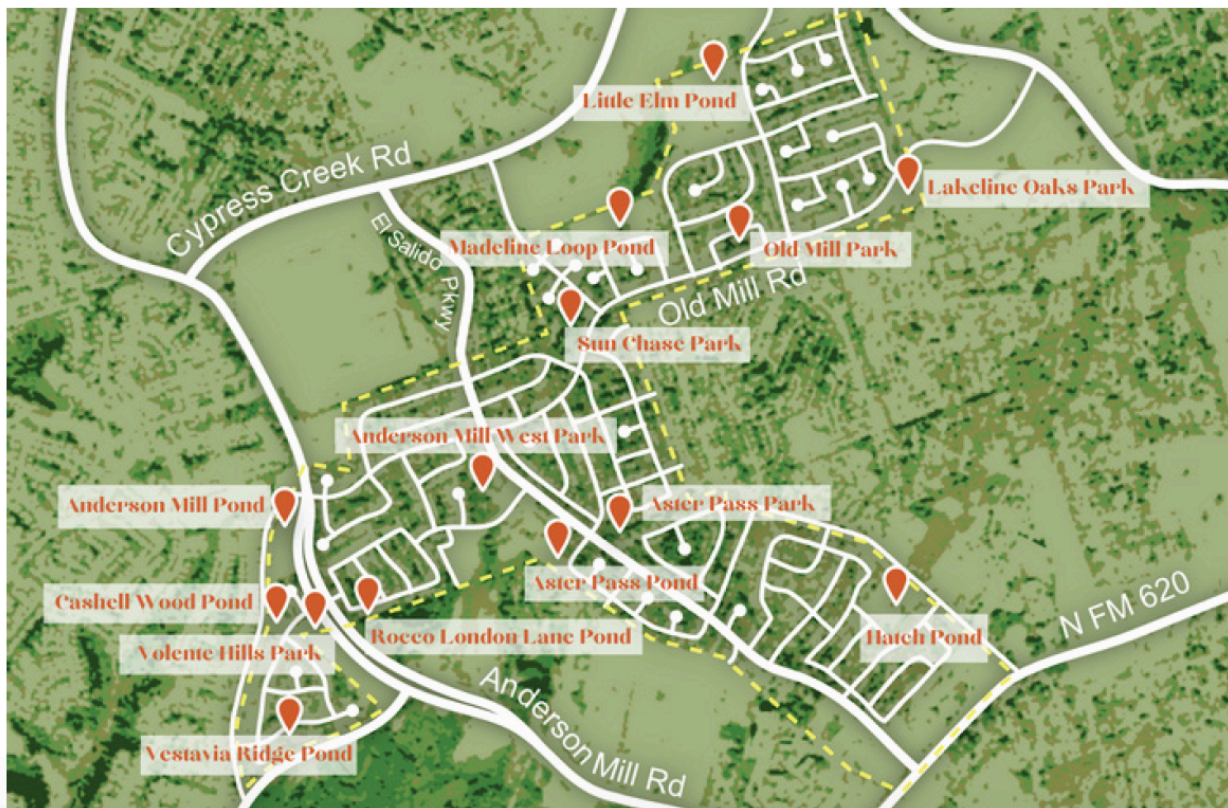 Little Elm Pond
Cypress Creek Rd
Lakeline Oaks Park
El Salido Pkwy
Madeline Loop Pond
Old Mill Park
Old Mill Rd
Sun Chase Park
Anderson Mill West Park
Anderson Mill Pond
Aster Pass Park
Aster Pass Pond
Cashell Wood Pond
Rocco London Lane Pond
Hatch Pond
N FM 620
Volente Hills Park
Anderson Mill Rd
Vestavia Ridge Pond